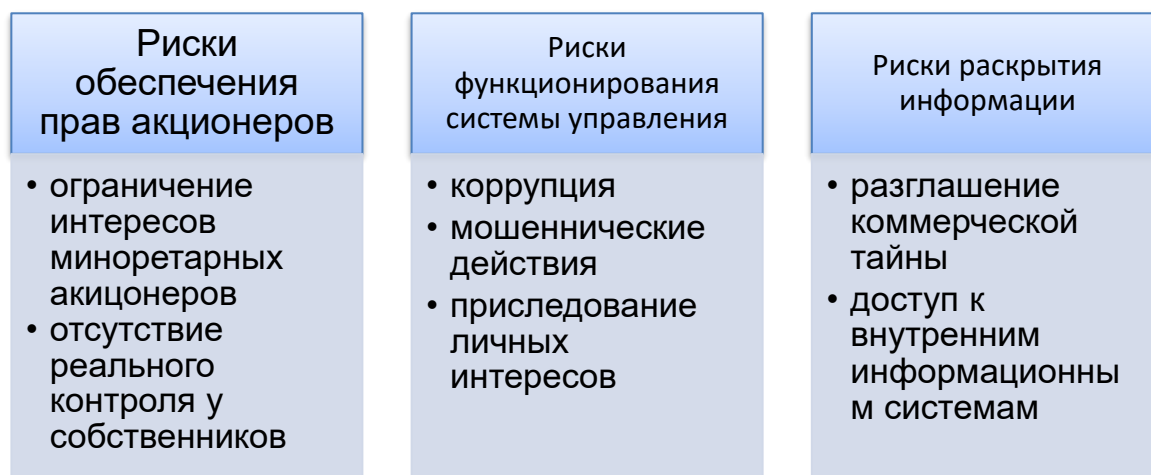 Риски
обеспечения
прав акционеров
• ограничение
интересов
миноретарных
акицонеров
• отсутствие
реального
контроля у
собственников
Риски
функционирования
системы управления
• коррупция
• мошеннические
действия
• приследование
личных
интересов
Риски раскрытия
информации
• разглашение
коммерческой
тайны
• доступ к
внутренним
информационны
м системам